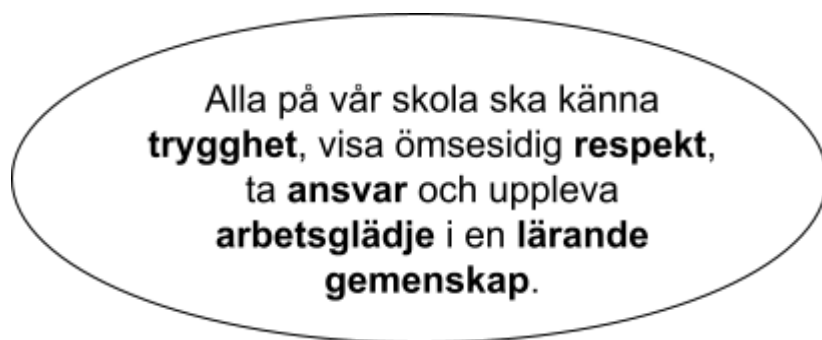 Alla på vår skola ska känna
trygghet, visa ömsesidig respekt,
ta ansvar och uppleva
arbetsglädje i en lärande
gemenskap.